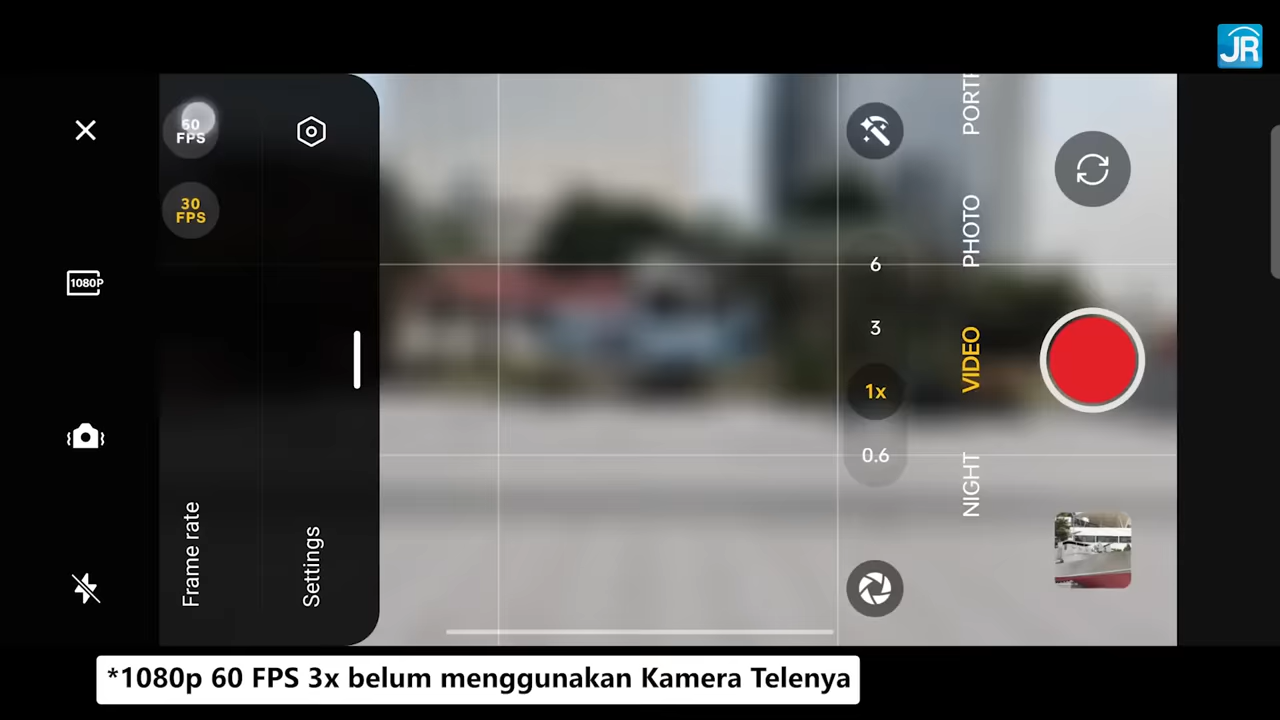 JR
60
FPS
30
FPS
1080P
Frame rate
Settings
6
3
1x
0.6
PORTR
PHOTO
VIDEO
NIGHT
*1080p 60 FPS 3x belum menggunakan Kamera Telenya